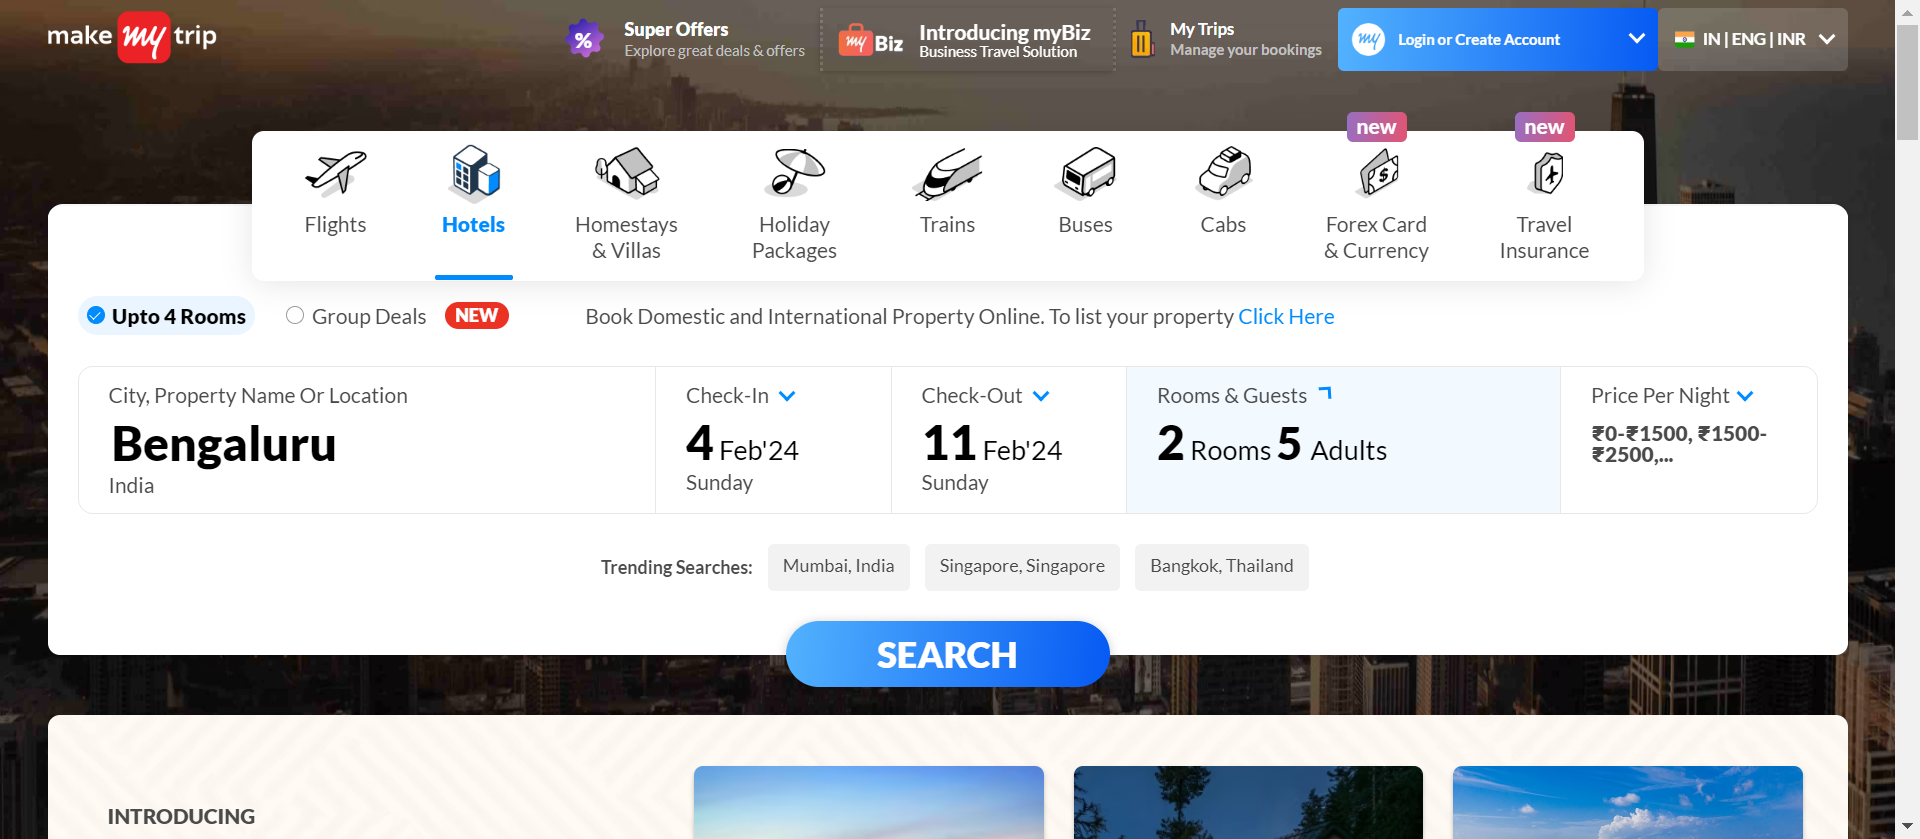 make my trip
%
Super Offers
Explore great deals & offers
my Biz
Introducing myBiz
Business Travel Solution
My Trips
Manage your bookings
my
Login or Create Account
IN | ENG | INR
new
new
Flights
Hotels
Homestays
& Villas
Holiday
Packages
Trains
Buses
Cabs
$
Forex Card
& Currency
Travel
Insurance
Upto 4 Rooms
Group Deals
NEW
Book Domestic and International Property Online. To list your property Click Here
City, Property Name Or Location
Bengaluru
India
Check-In
4 Feb'24
Sunday
Check-Out
11 Feb'24
Sunday
Rooms & Guests
2 Rooms 5 Adults
Price Per Night
₹0-₹1500, ₹1500-
₹2500,...
Trending Searches:
Mumbai, India
Singapore, Singapore
Bangkok, Thailand
SEARCH
INTRODUCING